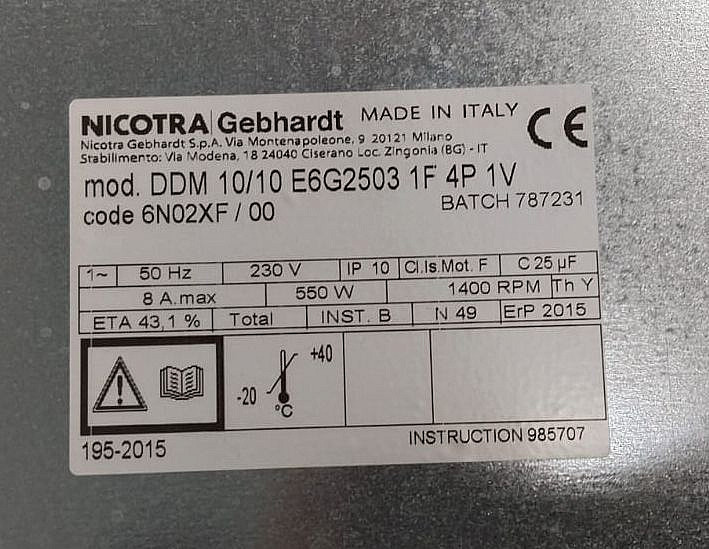 NICOTRA Gebhardt MADE IN ITALY CE
Nicotra Gebhardt S.p.A. Via Montenapoleone, 9 20121 Milano
Stabilimento: Via Modena, 18 24040 Ciserano Loc. Zingonia (BG) - IT
mod. DDM 10/10 E6G2503 1F 4P 1V
code 6N02XF / 00 BATCH 787231
1~ 50 Hz 230 V IP 10 Cl.Is.Mot. F C 25 µF
8 A.max 550 W 1400 RPM Th Y
ETA 43,1 % Total INST. B N 49 ErP 2015
-20 +40 °C
195-2015 INSTRUCTION 985707